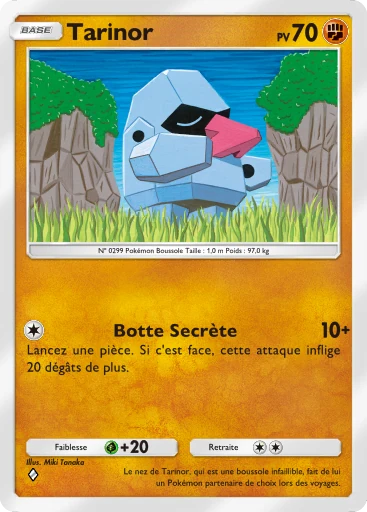 BASE Tarinor PV 70
N° 0299 Pokémon Boussole Taille : 1,0 m Poids : 97,0 kg
Botte Secrète 10+
Lancez une pièce. Si c'est face, cette attaque inflige
20 dégâts de plus.
Faiblesse +20 Retraite
Illus. Miki Tanaka
Le nez de Tarinor, qui est une boussole infaillible, fait de lui
un Pokémon partenaire de choix lors des voyages.